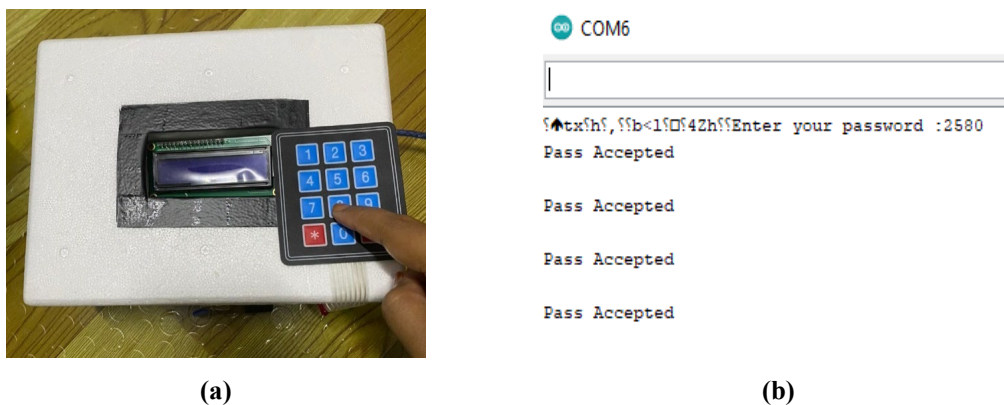 COM6
1 2 3
4 5 6
7 8 9
* 0
Enter your password :2580
Pass Accepted
Pass Accepted
Pass Accepted
Pass Accepted
(a)
(b)